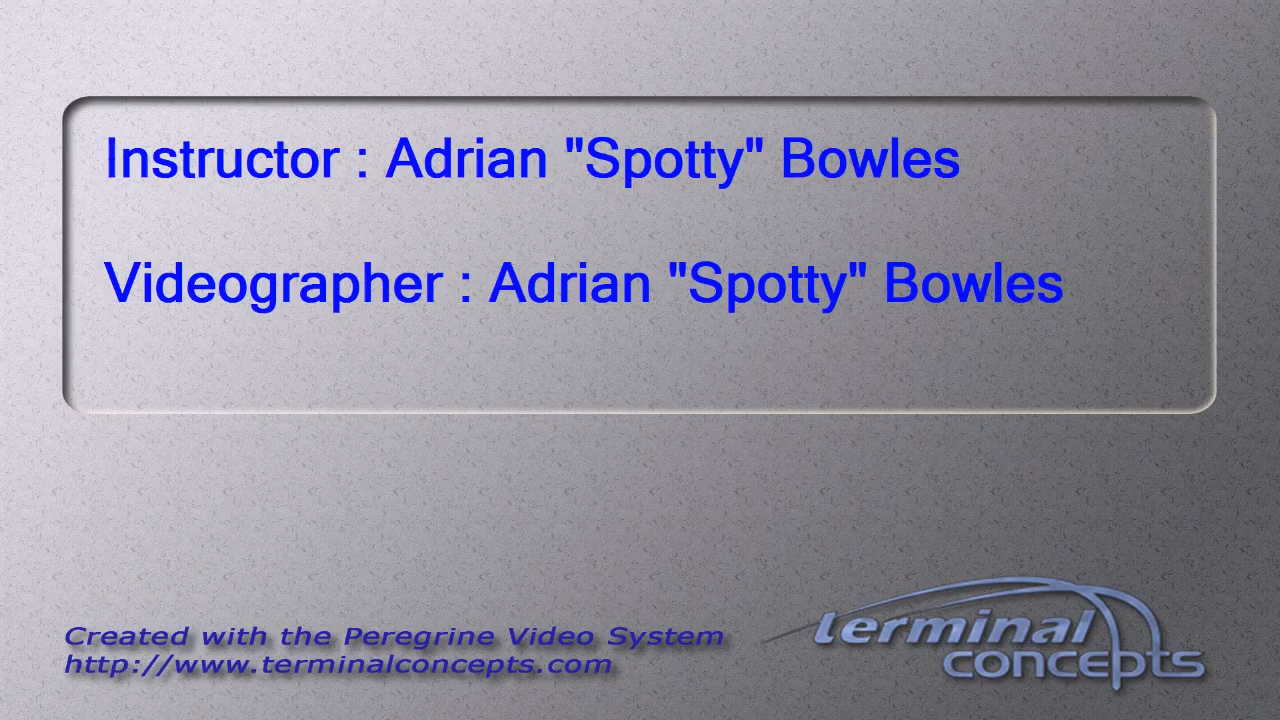 Instructor : Adrian "Spotty" Bowles
Videographer : Adrian "Spotty" Bowles
Created with the Peregrine Video System
http://www.terminalconcepts.com
terminal
concepts